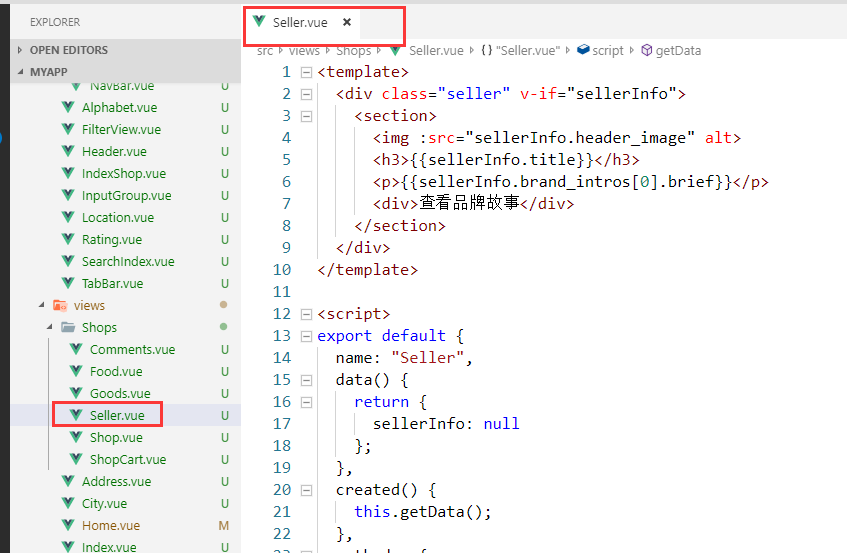 EXPLORER
OPEN EDITORS
MYAPP
NavBar.vue U
Alphabet.vue U
FilterView.vue U
Header.vue U
IndexShop.vue U
InputGroup.vue U
Location.vue U
Rating.vue U
SearchIndex.vue U
TabBar.vue U
views
Shops
Comments.vue U
Food.vue U
Goods.vue U
Seller.vue U
Shop.vue U
ShopCart.vue U
Address.vue U
City.vue U
Home.vue M
Index.vue U
Seller.vue ×
src › views › Shops › Seller.vue › {} "Seller.vue" › script › getData
1 <template>
2 <div class="seller" v-if="sellerInfo">
3 <section>
4 <img :src="sellerInfo.header_image" alt>
5 <h3>{{sellerInfo.title}}</h3>
6 <p>{{sellerInfo.brand_intros[0].brief}}</p>
7 <div>查看品牌故事</div>
8 </section>
9 </div>
10 </template>
11
12 <script>
13 export default {
14 name: "Seller",
15 data() {
16 return {
17 sellerInfo: null
18 };
19 },
20 created() {
21 this.getData();
22 },